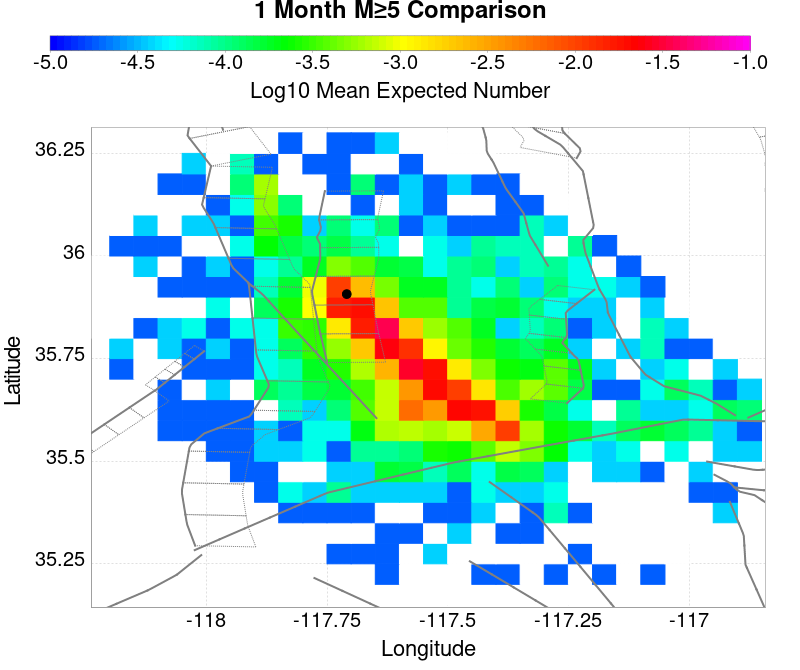 1 Month M≥5 Comparison
-5.0 -4.5 -4.0 -3.5 -3.0 -2.5 -2.0 -1.5 -1.0
Log10 Mean Expected Number
36.25
36
35.75
35.5
35.25
Latitude
-118 -117.75 -117.5 -117.25 -117
Longitude